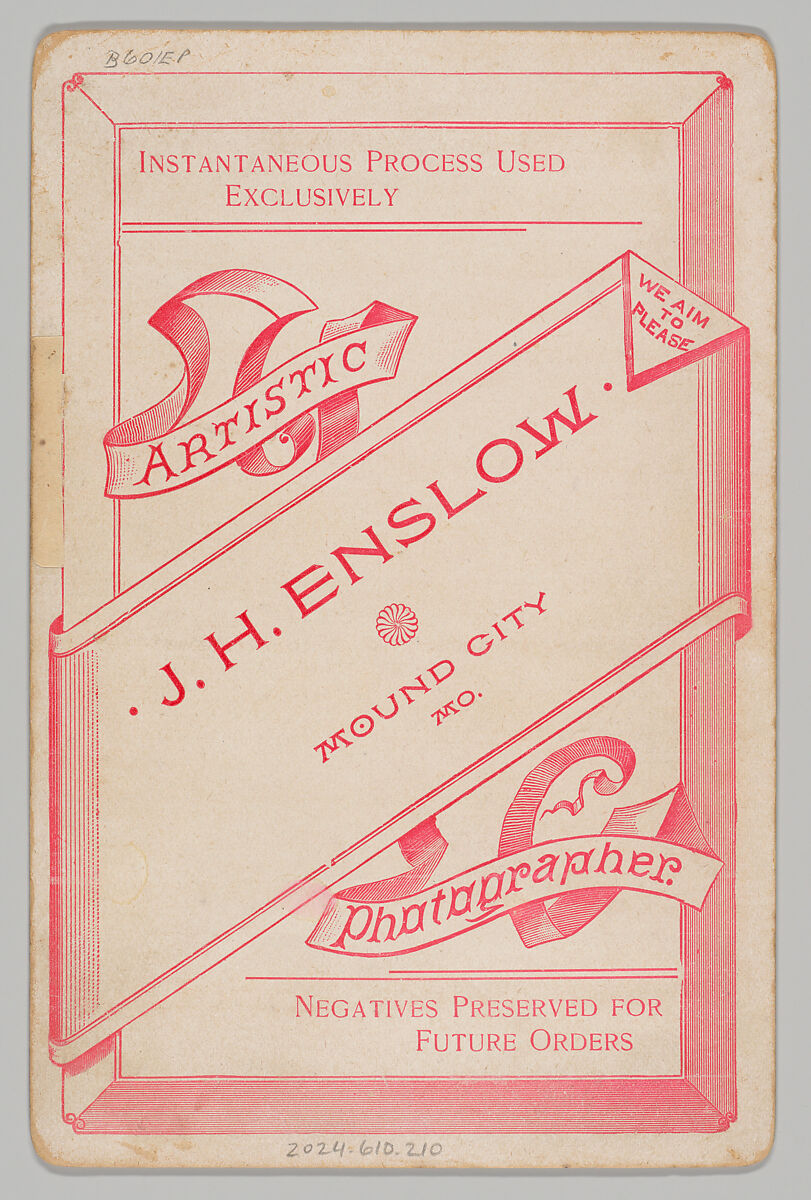 B60/E.P
INSTANTANEOUS PROCESS USED
EXCLUSIVELY
WE AIM
TO
PLEASE
ARTISTIC
· J. H. ENSLOW ·
MOUND CITY
MO.
Photographer.
NEGATIVES PRESERVED FOR
FUTURE ORDERS
2024.610.210